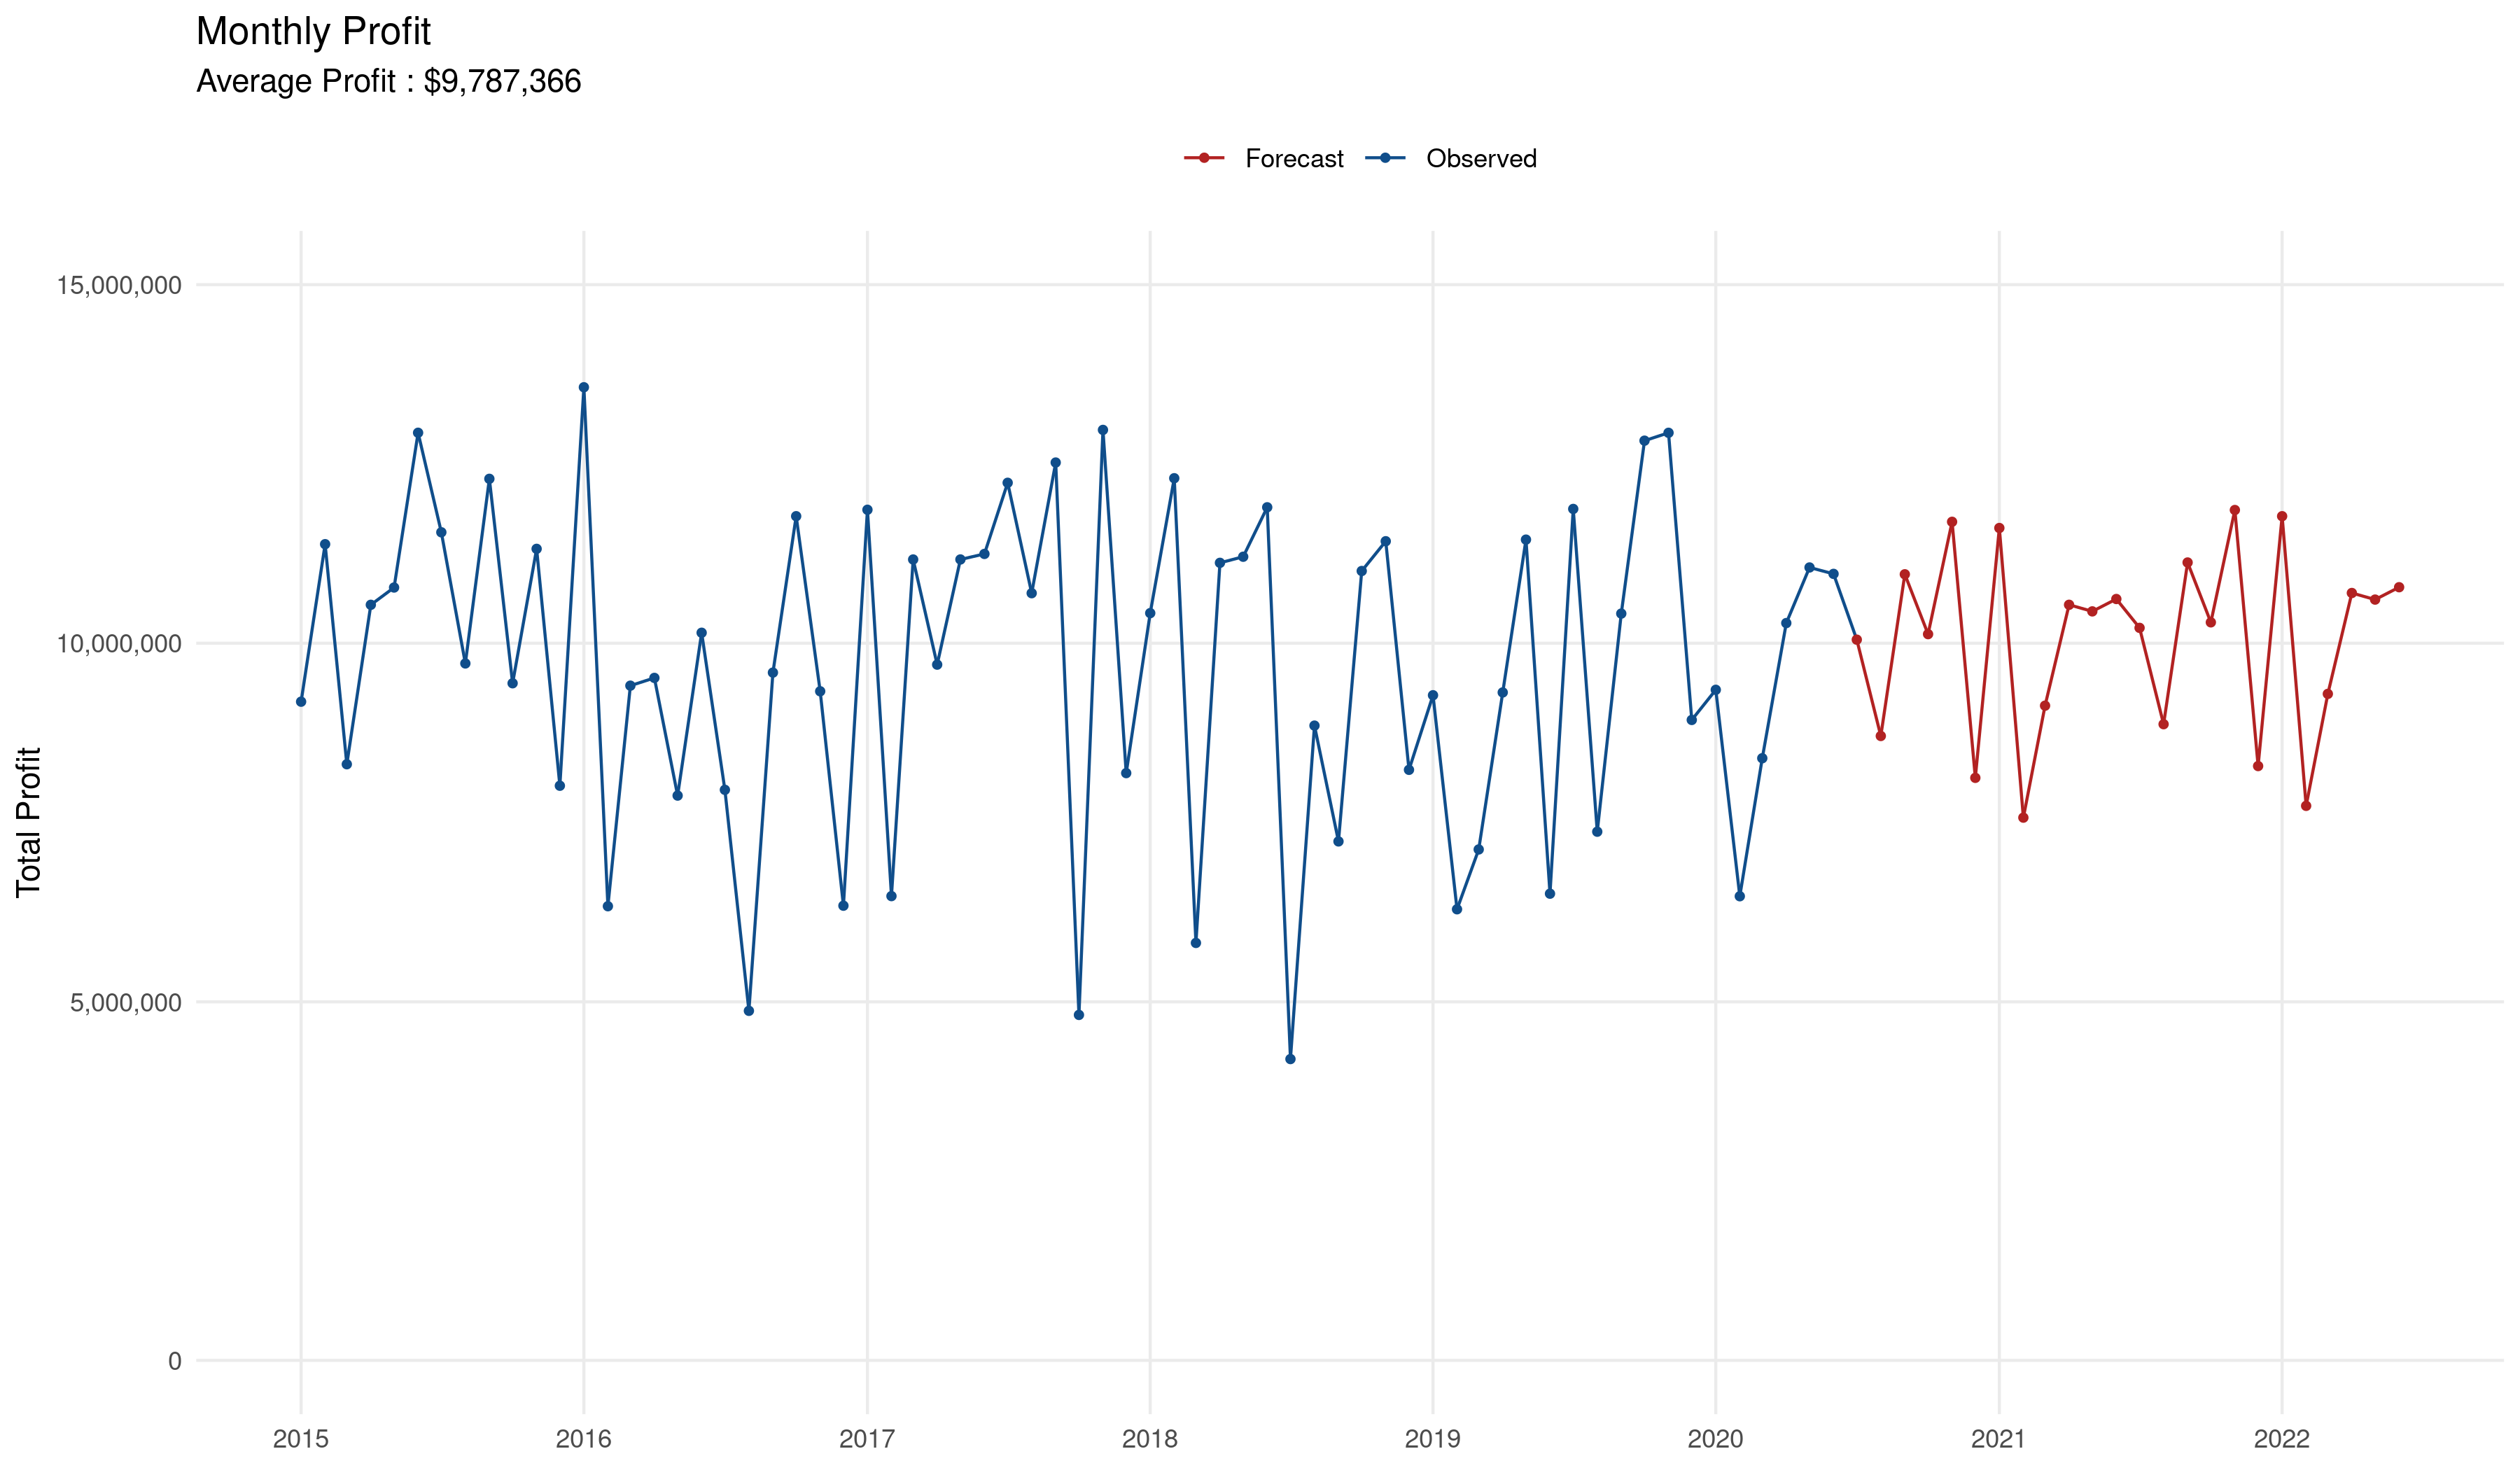 Monthly Profit
Average Profit : $9,787,366
Forecast
Observed
15,000,000
10,000,000
5,000,000
0
Total Profit
2015
2016
2017
2018
2019
2020
2021
2022